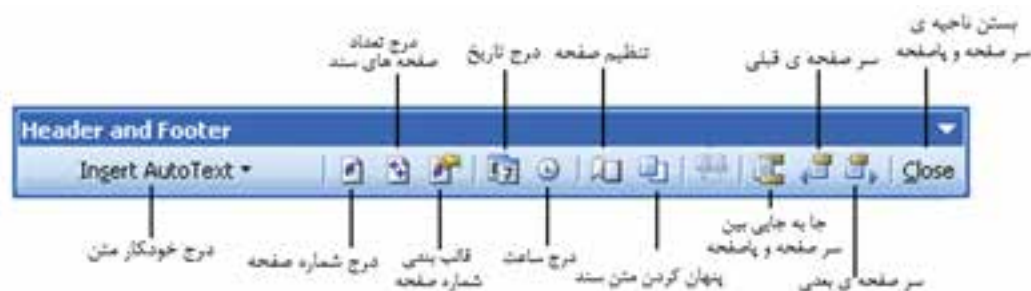 بستن ناحیه ی
سر صفحه و پاصفحه
سر صفحه ی قبلی
تنظیم صفحه
درج تاریخ
درج تعداد
صفحه های سند
Header and Footer
Insert AutoText
Close
درج خودکار متن
درج شماره صفحه
قالب بندی
شماره صفحه
درج ساعت
پنهان کردن متن سند
جا به جایی بین
سر صفحه و پاصفحه
سر صفحه ی بعدی